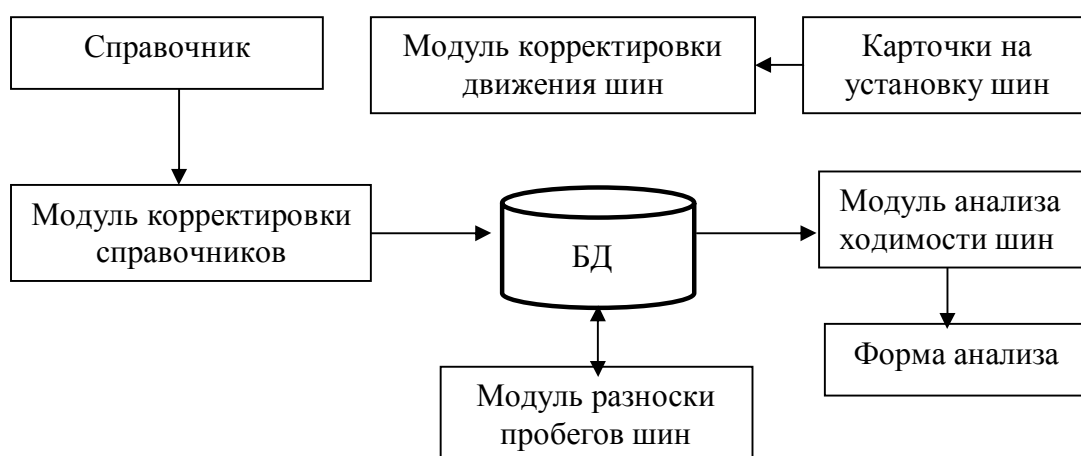 Справочник
Модуль корректировки
движения шин
Карточки на
установку шин
Модуль корректировки
справочников
БД
Модуль анализа
ходимости шин
Форма анализа
Модуль разноски
пробегов шин